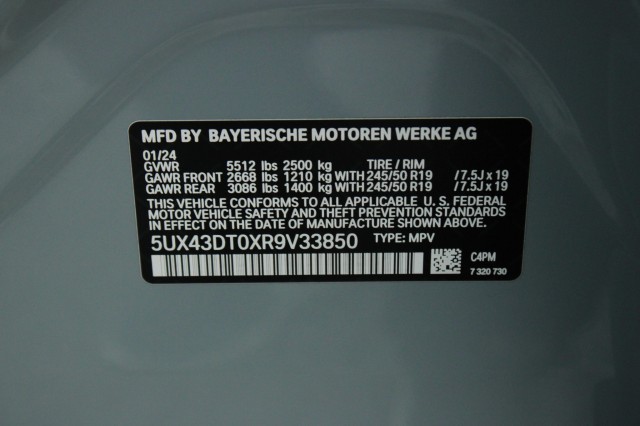 MFD BY BAYERISCHE MOTOREN WERKE AG
01/24
GVWR 5512 lbs 2500 kg TIRE / RIM
GAWR FRONT 2668 lbs 1210 kg WITH 245/50 R19 /7.5J x 19
GAWR REAR 3086 lbs 1400 kg WITH 245/50 R19 /7.5J x 19
THIS VEHICLE CONFORMS TO ALL APPLICABLE U. S. FEDERAL
MOTOR VEHICLE SAFETY AND THEFT PREVENTION STANDARDS
IN EFFECT ON THE DATE OF MANUFACTURE SHOWN ABOVE.
5UX43DT0XR9V33850 TYPE: MPV
C4PM
7 320 730